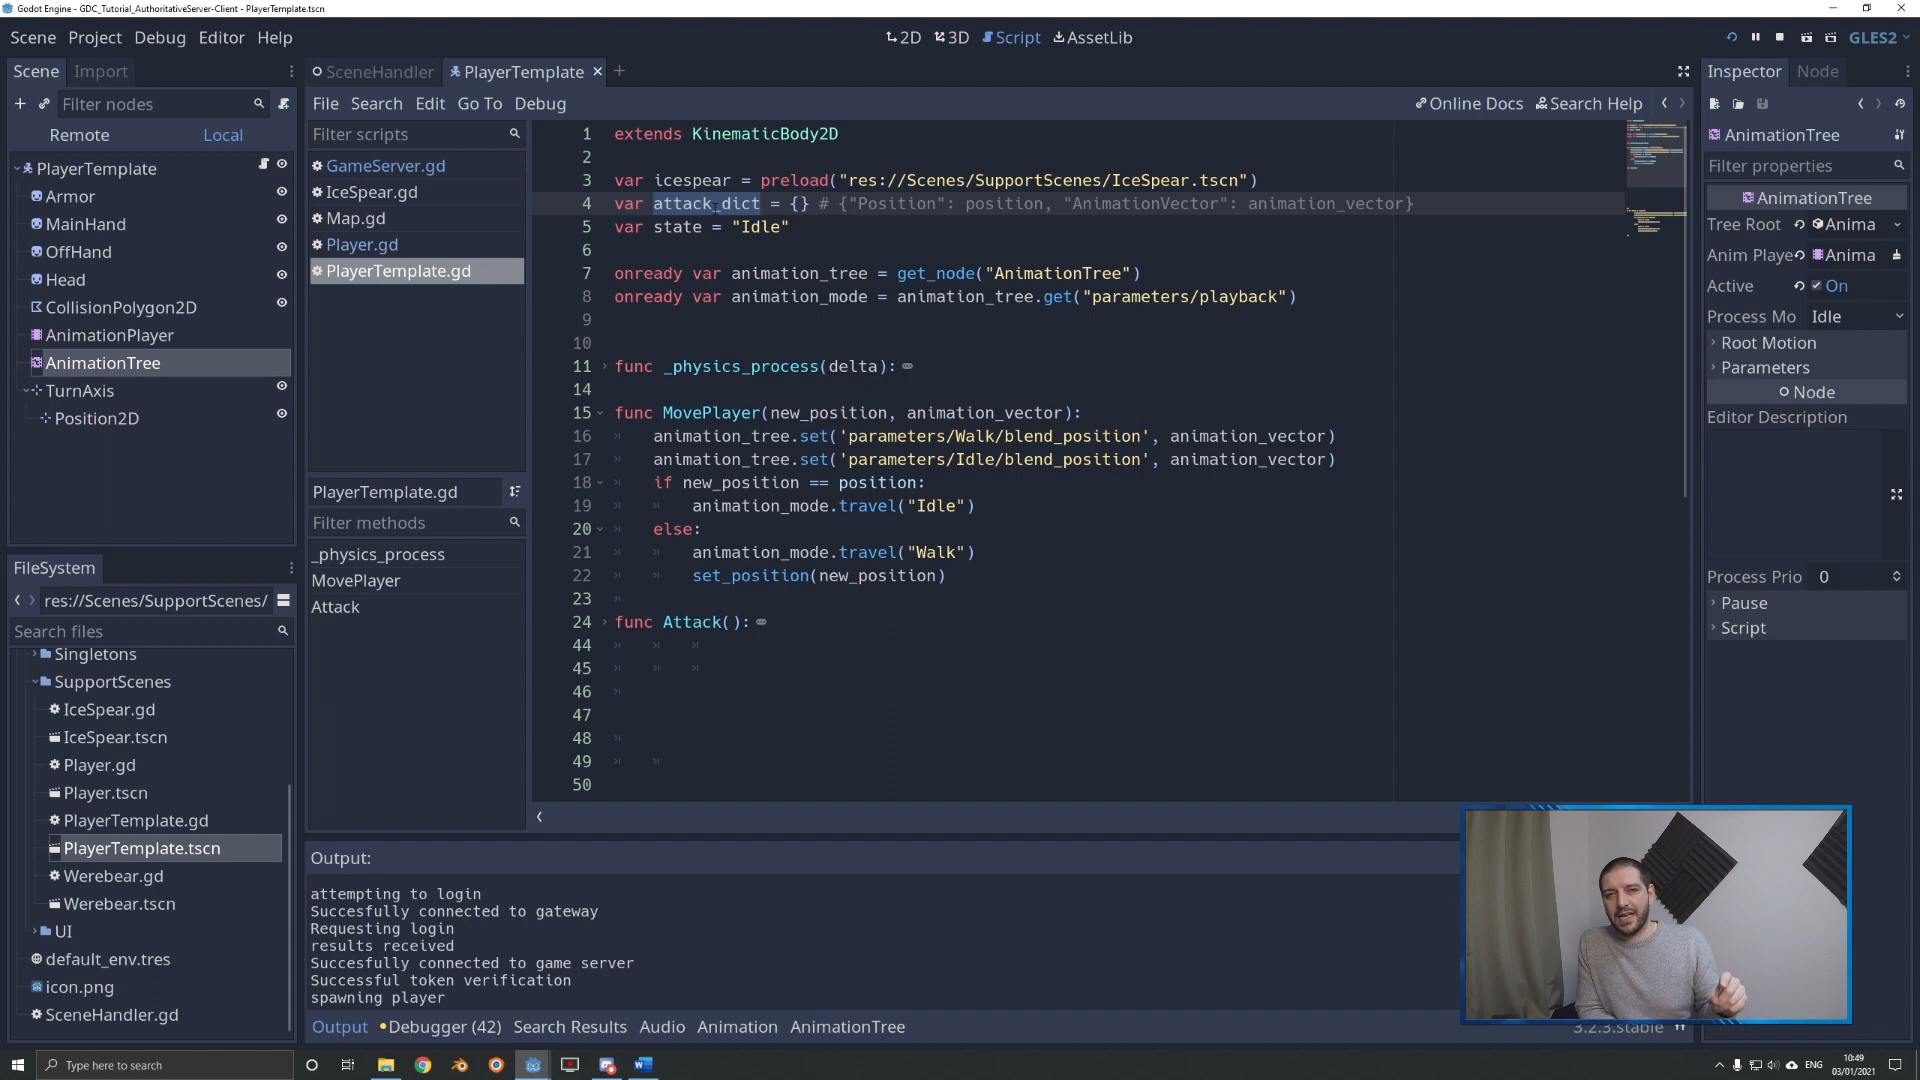 Godot Engine - GDC_Tutorial_AuthoritativeServer-Client - PlayerTemplate.tscn
Scene Project Debug Editor Help
2D 3D Script AssetLib
GLES2
Scene Import
Filter nodes
Remote Local
PlayerTemplate
Armor
MainHand
OffHand
Head
CollisionPolygon2D
AnimationPlayer
AnimationTree
TurnAxis
Position2D
FileSystem
res://Scenes/SupportScenes/
Search files
Singletons
SupportScenes
IceSpear.gd
IceSpear.tscn
Player.gd
Player.tscn
PlayerTemplate.gd
PlayerTemplate.tscn
Werebear.gd
Werebear.tscn
UI
default_env.tres
icon.png
SceneHandler.gd
SceneHandler PlayerTemplate
File Search Edit Go To Debug
Online Docs Search Help
Filter scripts
GameServer.gd
IceSpear.gd
Map.gd
Player.gd
PlayerTemplate.gd
PlayerTemplate.gd
Filter methods
_physics_process
MovePlayer
Attack
1 extends KinematicBody2D
2
3 var icespear = preload("res://Scenes/SupportScenes/IceSpear.tscn")
4 var attack_dict = {} # {"Position": position, "AnimationVector": animation_vector}
5 var state = "Idle"
6
7 onready var animation_tree = get_node("AnimationTree")
8 onready var animation_mode = animation_tree.get("parameters/playback")
9
10
11 func _physics_process(delta):
14
15 func MovePlayer(new_position, animation_vector):
16 animation_tree.set('parameters/Walk/blend_position', animation_vector)
17 animation_tree.set('parameters/Idle/blend_position', animation_vector)
18 if new_position == position:
19 animation_mode.travel("Idle")
20 else:
21 animation_mode.travel("Walk")
22 set_position(new_position)
23
24 func Attack():
44
45
46
47
48
49
50
Output:
attempting to login
Succesfully connected to gateway
Requesting login
results received
Succesfully connected to game server
Successful token verification
spawning player
Output Debugger (42) Search Results Audio Animation AnimationTree
3.2.3.stable
Inspector Node
AnimationTree
Filter properties
AnimationTree
Tree Root Anima
Anim Playe Anima
Active On
Process Mo Idle
Root Motion
Parameters
Node
Editor Description
Process Prio 0
Pause
Script
Type here to search
ENG
10:49
03/01/2021